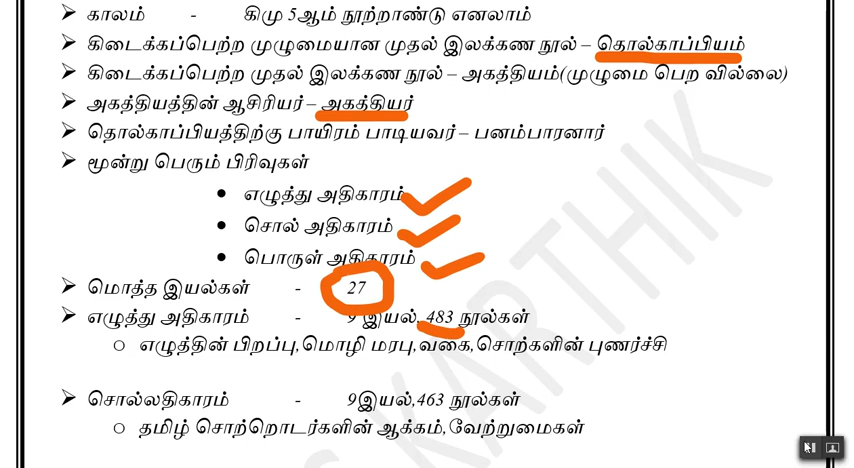 ➢ காலம் - கிமு 5ஆம் நூற்றாண்டு எனலாம்
➢ கிடைக்கப்பெற்ற முழுமையான முதல் இலக்கண நூல் – தொல்காப்பியம்
➢ கிடைக்கப்பெற்ற முதல் இலக்கண நூல் – அகத்தியம்(முழுமை பெற வில்லை)
➢ அகத்தியத்தின் ஆசிரியர் – அகத்தியர்
➢ தொல்காப்பியத்திற்கு பாயிரம் பாடியவர் – பனம்பாரனார்
➢ மூன்று பெரும் பிரிவுகள்
• எழுத்து அதிகாரம்
• சொல் அதிகாரம்
• பொருள் அதிகாரம்
➢ மொத்த இயல்கள் - 27
➢ எழுத்து அதிகாரம் - 9 இயல், 483 நூல்கள்
o எழுத்தின் பிறப்பு,மொழி மரபு,வகை,சொற்களின் புணர்ச்சி
➢ சொல்லதிகாரம் - 9இயல்,463 நூல்கள்
o தமிழ் சொற்றொடர்களின் ஆக்கம்,வேற்றுமைகள்
S KARTHIK